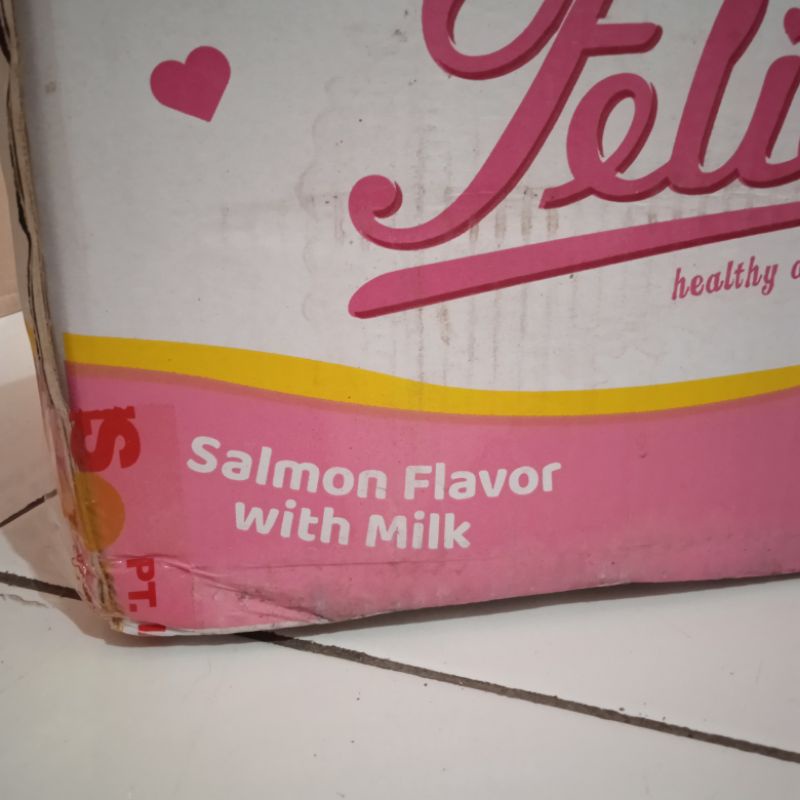 healthy
Salmon Flavor
with Milk
PT.